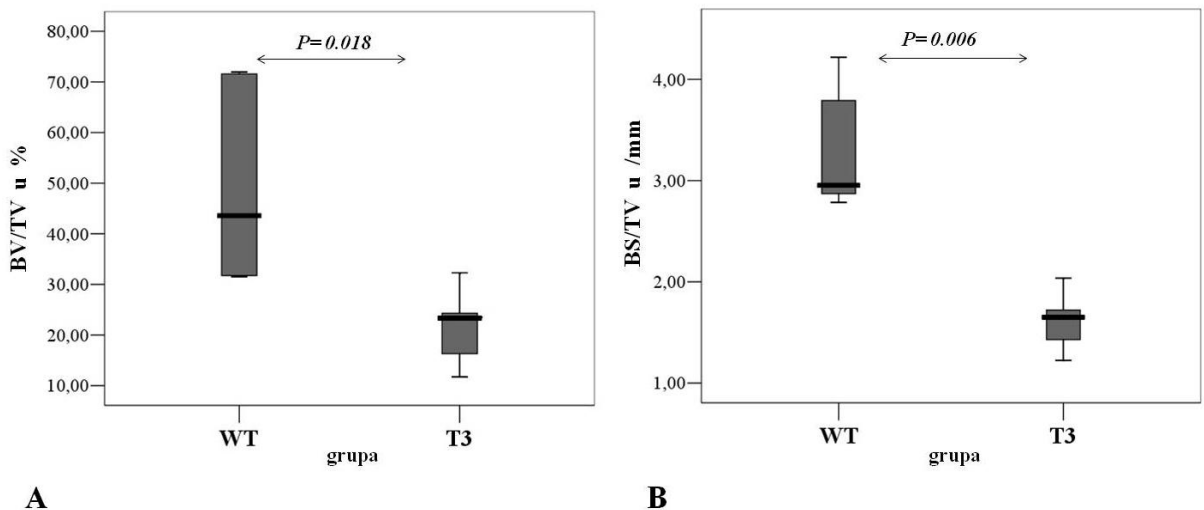 P=0.018
80,00
70,00
60,00
50,00
40,00
30,00
20,00
10,00
BV/TV u %
WT T3
grupa
A
P=0.006
4,00
3,00
2,00
1,00
BS/TV u /mm
WT T3
grupa
B